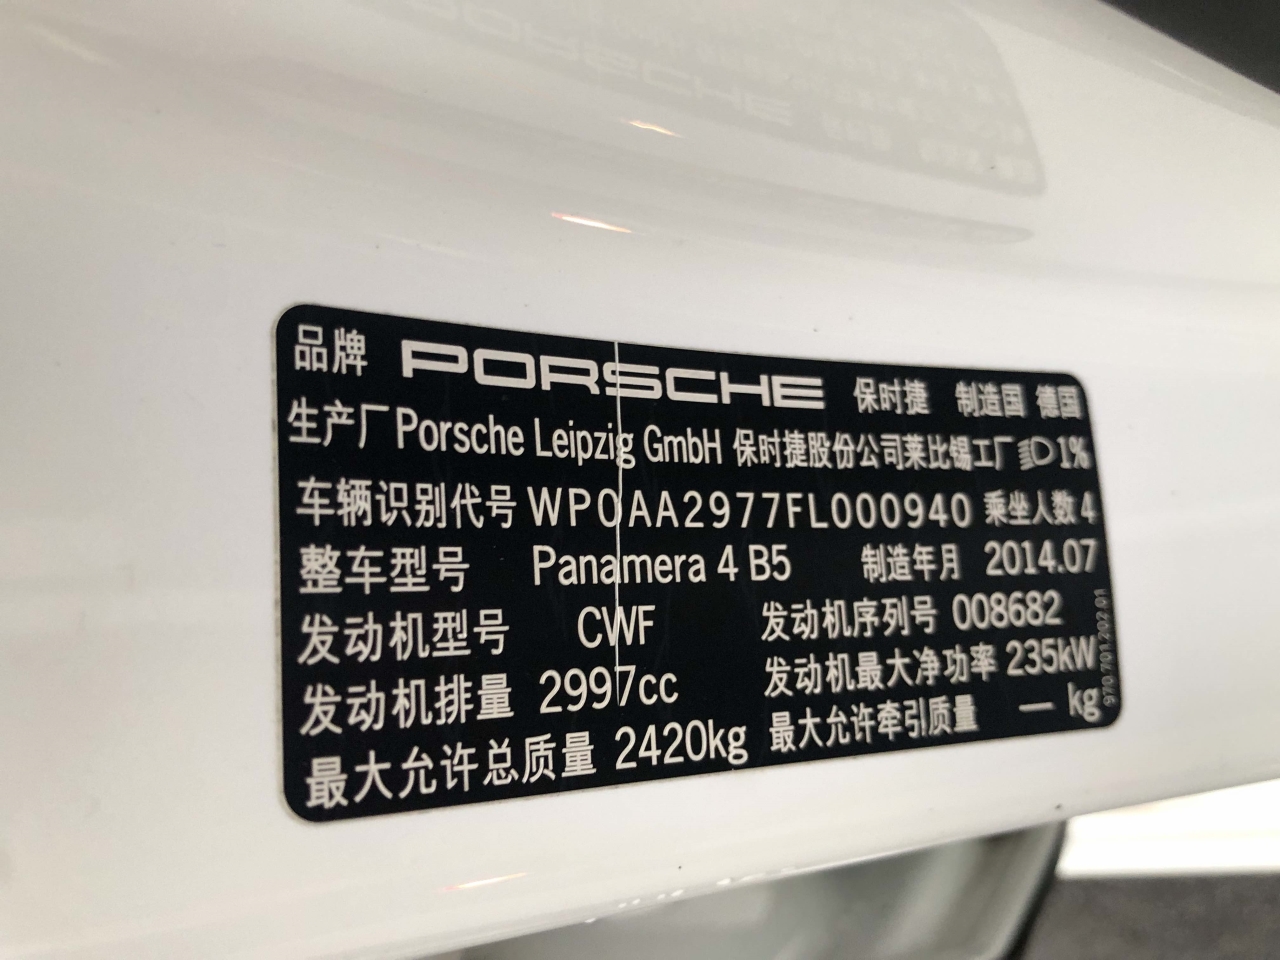 品牌 PORSCHE 保时捷 制造国 德国
生产厂 Porsche Leipzig GmbH 保时捷股份公司莱比锡工厂 1%
车辆识别代号 WP0AA2977FL000940 乘坐人数 4
整车型号 Panamera 4 B5 制造年月 2014.07
发动机型号 CWF 发动机序列号 008682
发动机排量 2997cc 发动机最大净功率 235kW
最大允许总质量 2420kg 最大允许牵引质量 — kg
970.701.202.01